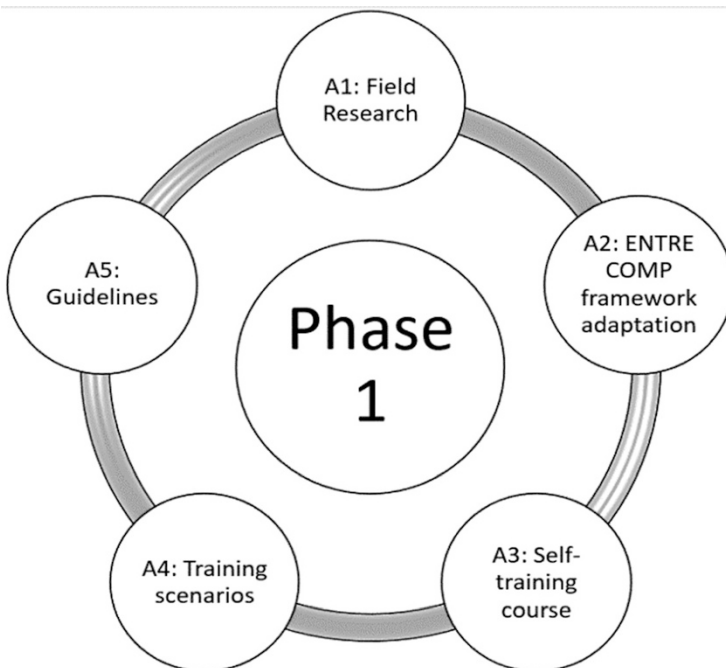 A1: Field
Research
A2: ENTRE
COMP
framework
adaptation
A3: Self-
training
course
A4: Training
scenarios
A5:
Guidelines
Phase
1